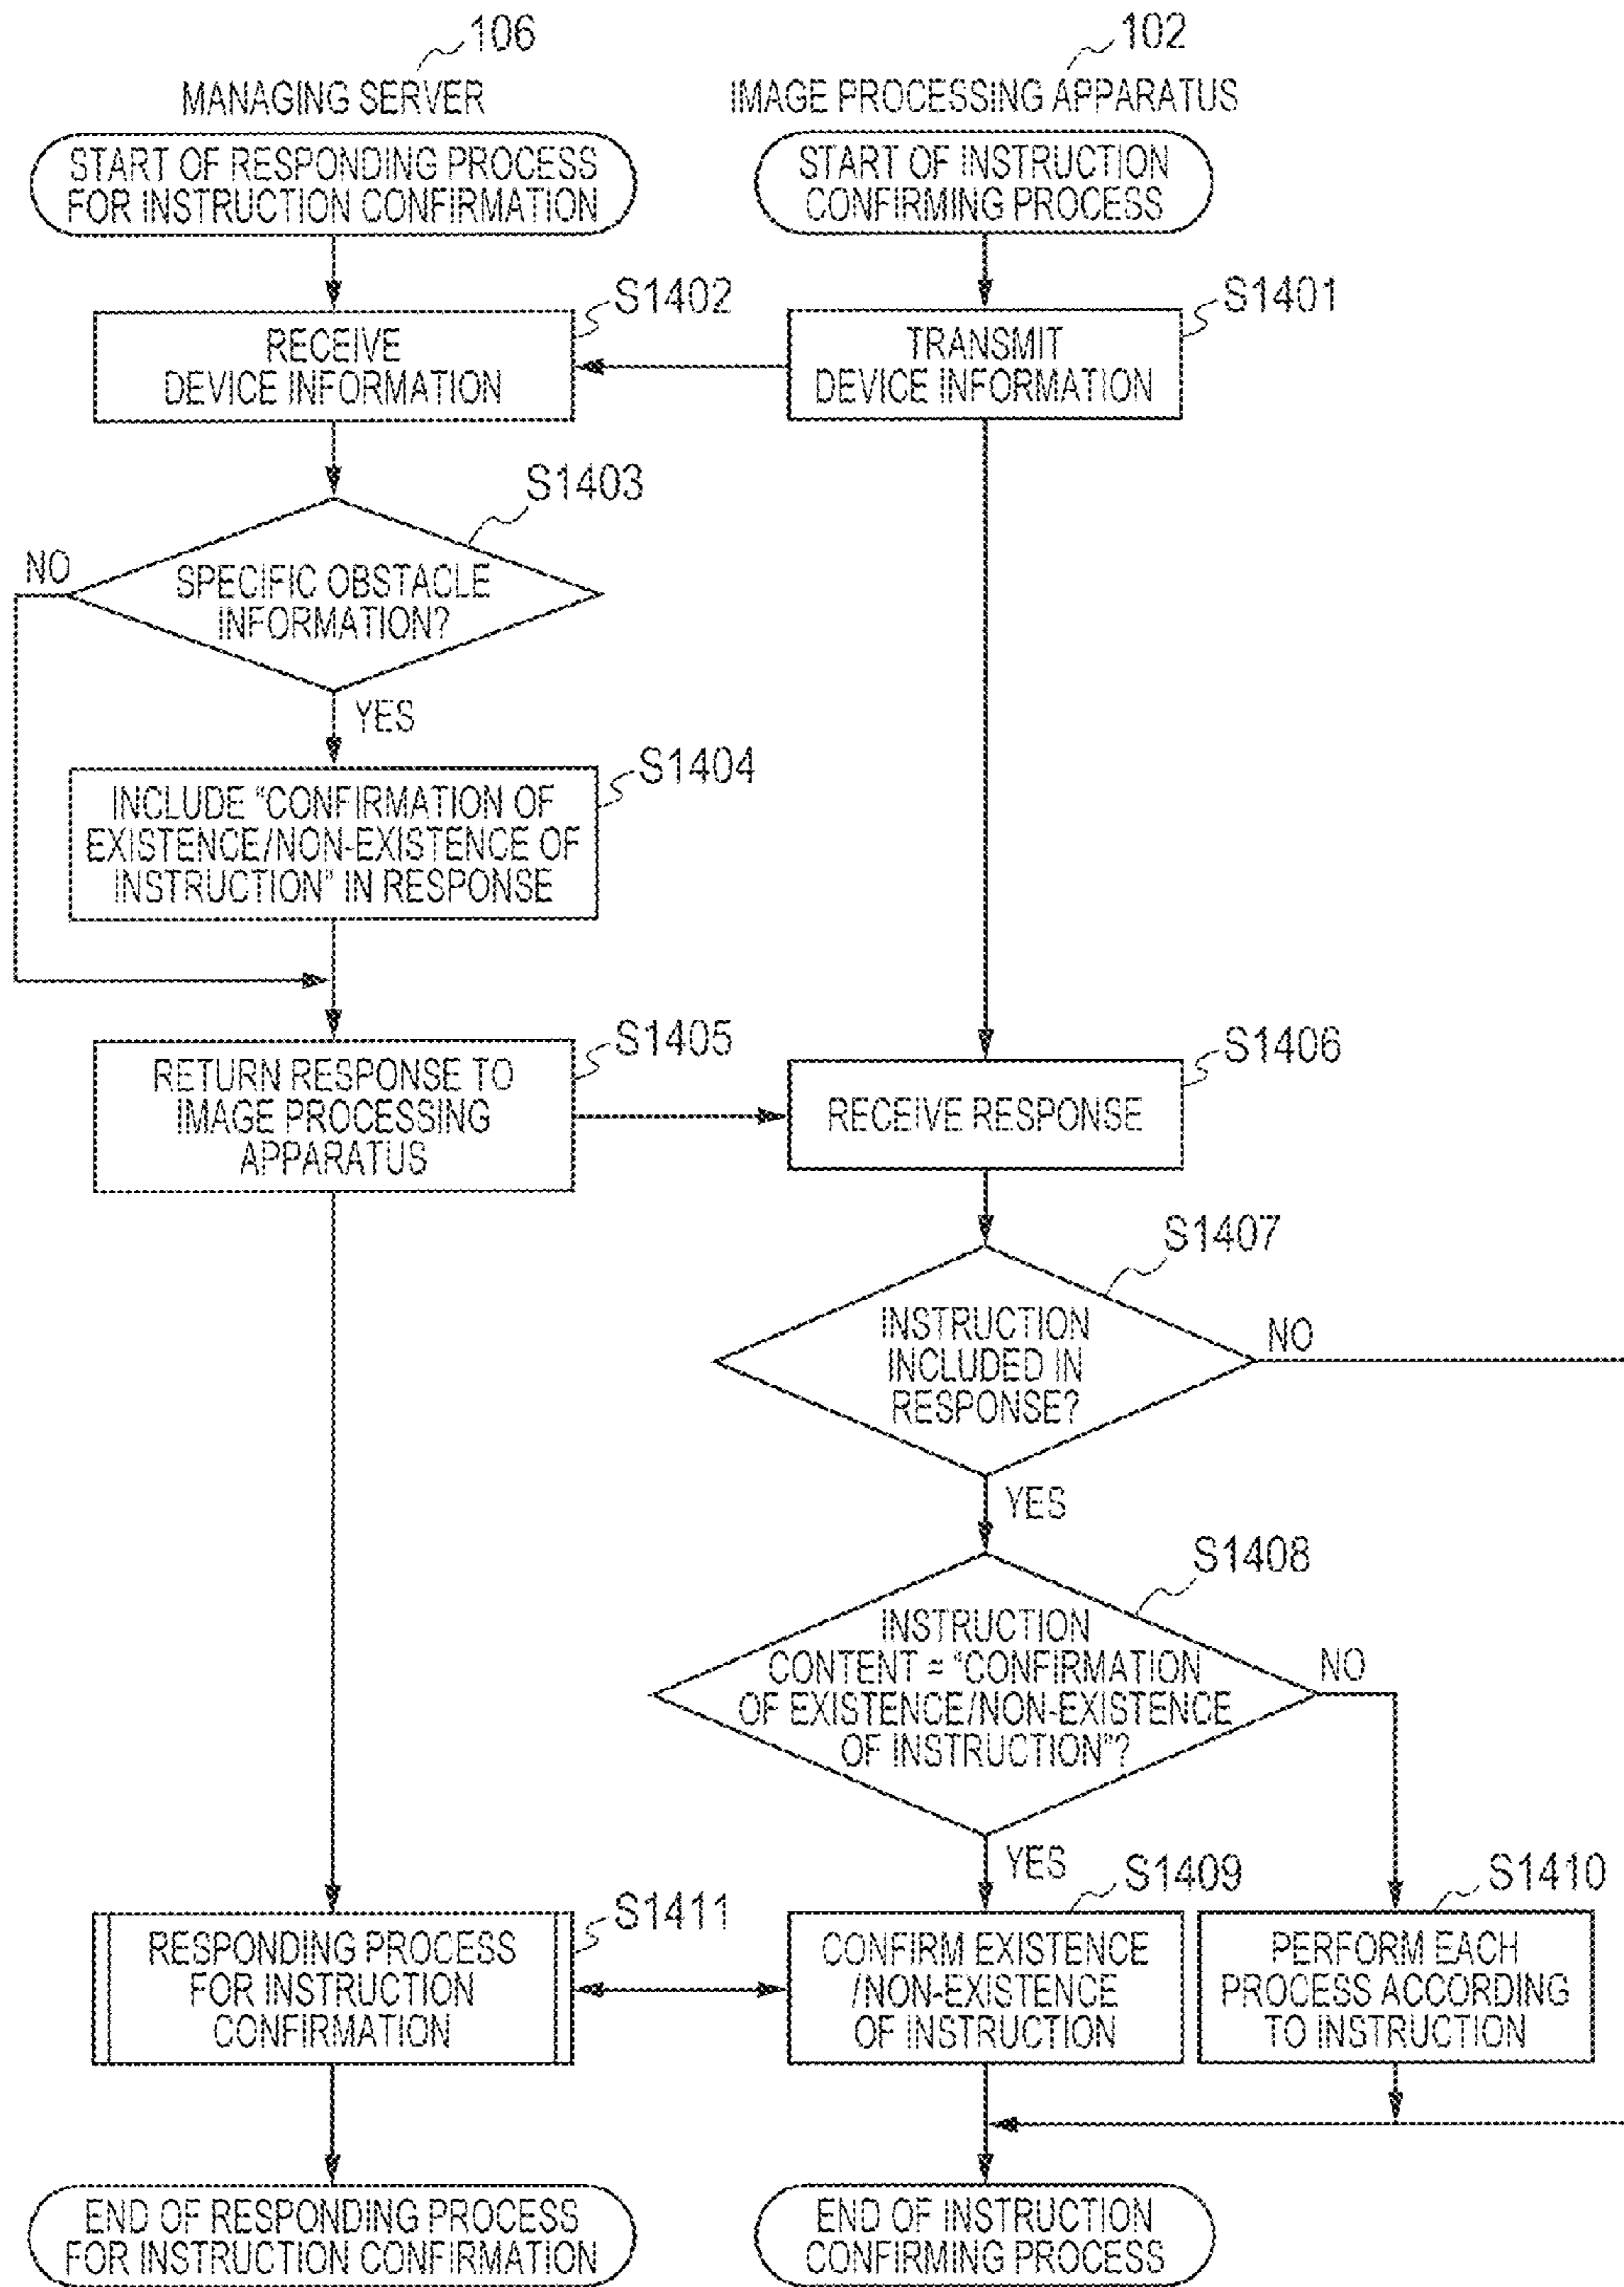 106
MANAGING SERVER
START OF RESPONDING PROCESS
FOR INSTRUCTION CONFIRMATION
102
IMAGE PROCESSING APPARATUS
START OF INSTRUCTION
CONFIRMING PROCESS
S1402
RECEIVE
DEVICE INFORMATION
S1401
TRANSMIT
DEVICE INFORMATION
S1403
NO
SPECIFIC OBSTACLE
INFORMATION?
YES
S1404
INCLUDE "CONFIRMATION OF
EXISTENCE/NON-EXISTENCE OF
INSTRUCTION" IN RESPONSE
S1405
RETURN RESPONSE TO
IMAGE PROCESSING
APPARATUS
S1406
RECEIVE RESPONSE
S1407
INSTRUCTION
INCLUDED IN
RESPONSE?
NO
YES
S1408
INSTRUCTION
CONTENT = "CONFIRMATION
OF EXISTENCE/NON-EXISTENCE
OF INSTRUCTION"?
NO
YES
S1411
RESPONDING PROCESS
FOR INSTRUCTION
CONFIRMATION
S1409
CONFIRM EXISTENCE
/NON-EXISTENCE
OF INSTRUCTION
S1410
PERFORM EACH
PROCESS ACCORDING
TO INSTRUCTION
END OF RESPONDING PROCESS
FOR INSTRUCTION CONFIRMATION
END OF INSTRUCTION
CONFIRMING PROCESS